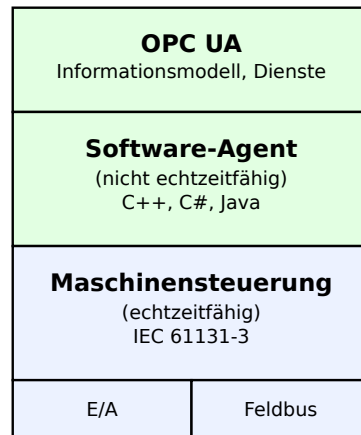 OPC UA
Informationsmodell, Dienste
Software-Agent
(nicht echtzeitfähig)
C++, C#, Java
Maschinensteuerung
(echtzeitfähig)
IEC 61131-3
E/A
Feldbus